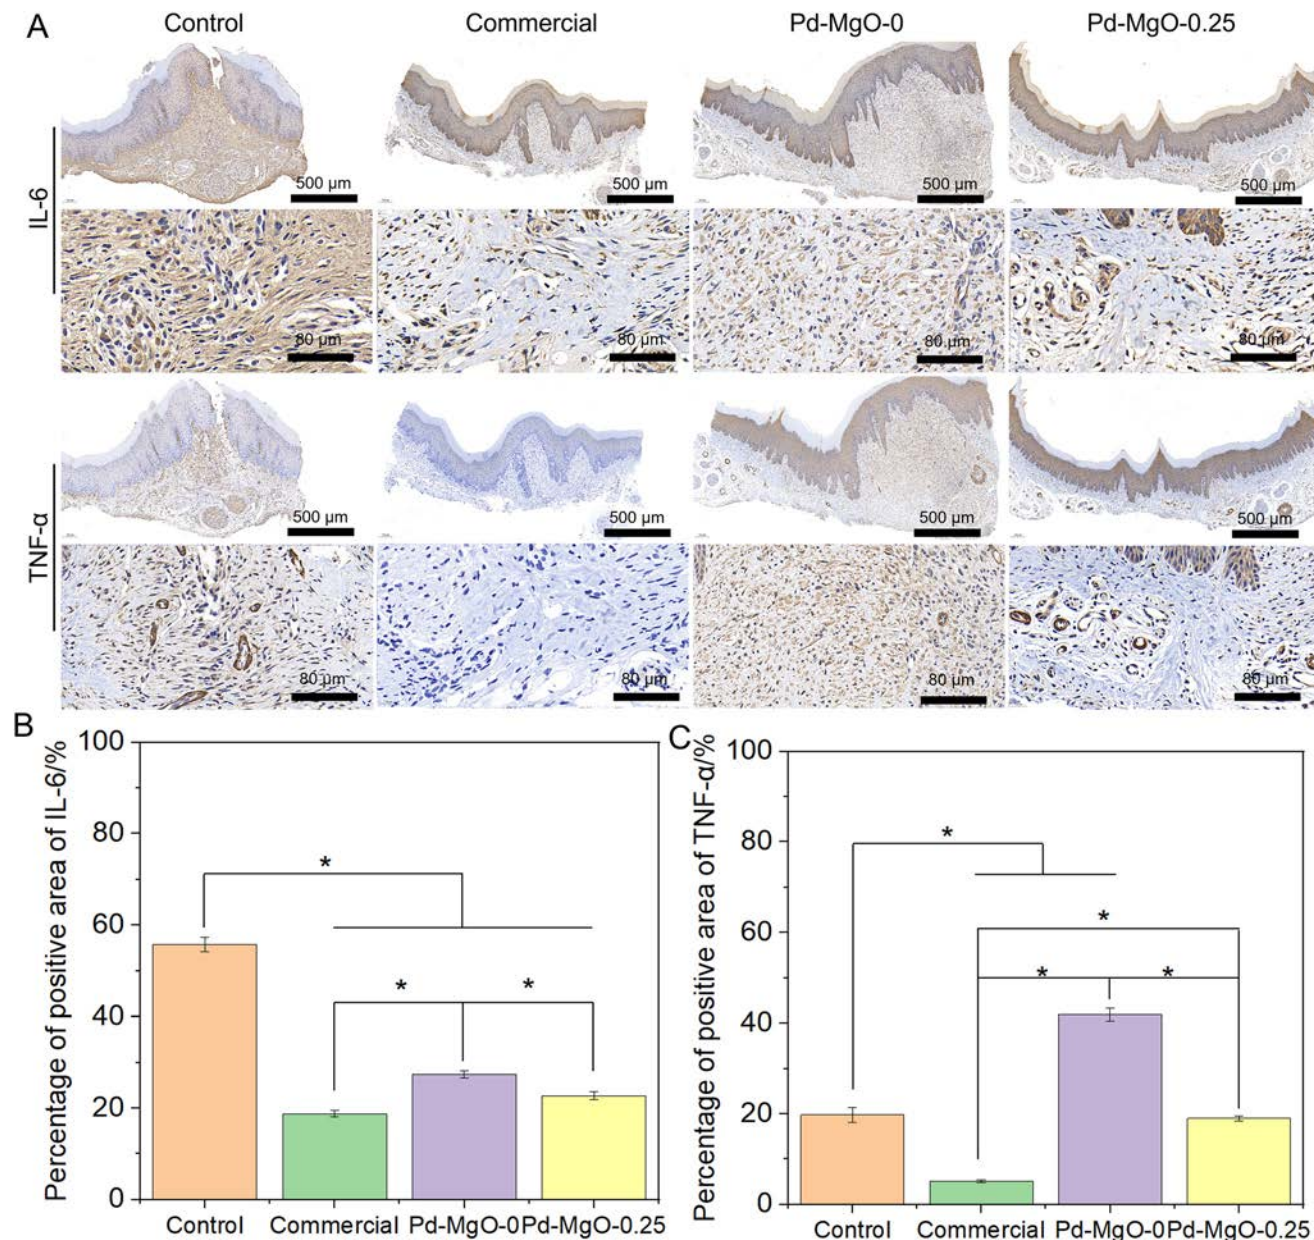 A
Control
Commercial
Pd-MgO-0
Pd-MgO-0.25
IL-6
500 µm
500 µm
500 µm
500 µm
80 µm
80 µm
80 µm
80 µm
TNF-α
500 µm
500 µm
500 µm
500 µm
80 µm
80 µm
80 µm
80 µm
B
Percentage of positive area of IL-6/%
100
80
60
40
20
0
*
*
*
Control
Commercial
Pd-MgO-0
Pd-MgO-0.25
C
Percentage of positive area of TNF-α/%
100
80
60
40
20
0
*
*
*
*
Control
Commercial
Pd-MgO-0
Pd-MgO-0.25